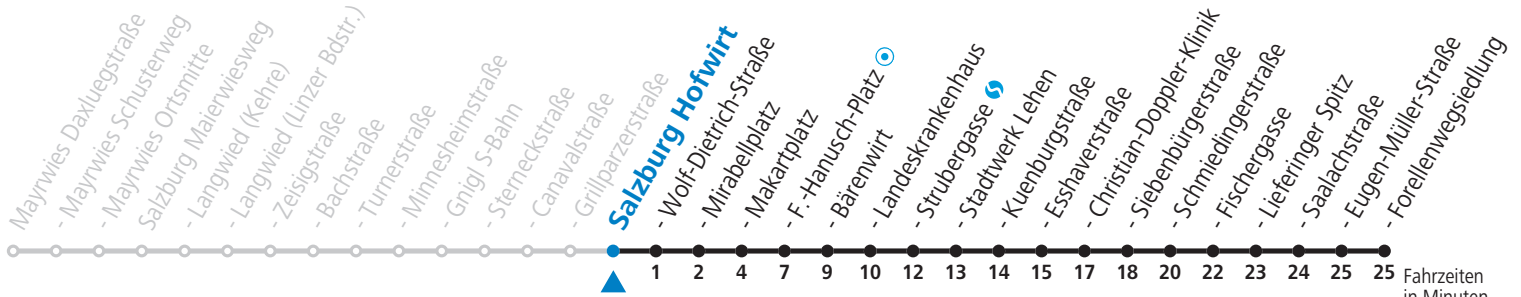 Mayrwies Daxluegstraße
- Mayrwies Schusterweg
- Mayrwies Ortsmitte
Salzburg Maierwiesweg
- Langwied (Kehre)
- Langwied (Linzer Bdstr.)
- Zeisigstraße
- Bachstraße
- Turnerstraße
- Minnesheimstraße
- Gnigl S-Bahn
- Sterneckstraße
- Canavalstraße
- Grillparzerstraße
Salzburg Hofwirt
- Wolf-Dietrich-Straße
- Mirabellplatz
- Makartplatz
- F.-Hanusch-Platz
- Bärenwirt
- Landeskrankenhaus
- Strubergasse
- Stadtwerk Lehen
- Kuenburgstraße
- Esshaverstraße
- Christian-Doppler-Klinik
- Siebenbürgerstraße
- Schmiedingerstraße
- Fischergasse
- Lieferinger Spitz
- Saalachstraße
- Eugen-Müller-Straße
- Forellenwegsiedlung
1 2 4 7 9 10 12 13 14 15 17 18 20 22 23 24 25 25 Fahrzeiten
in Minuten